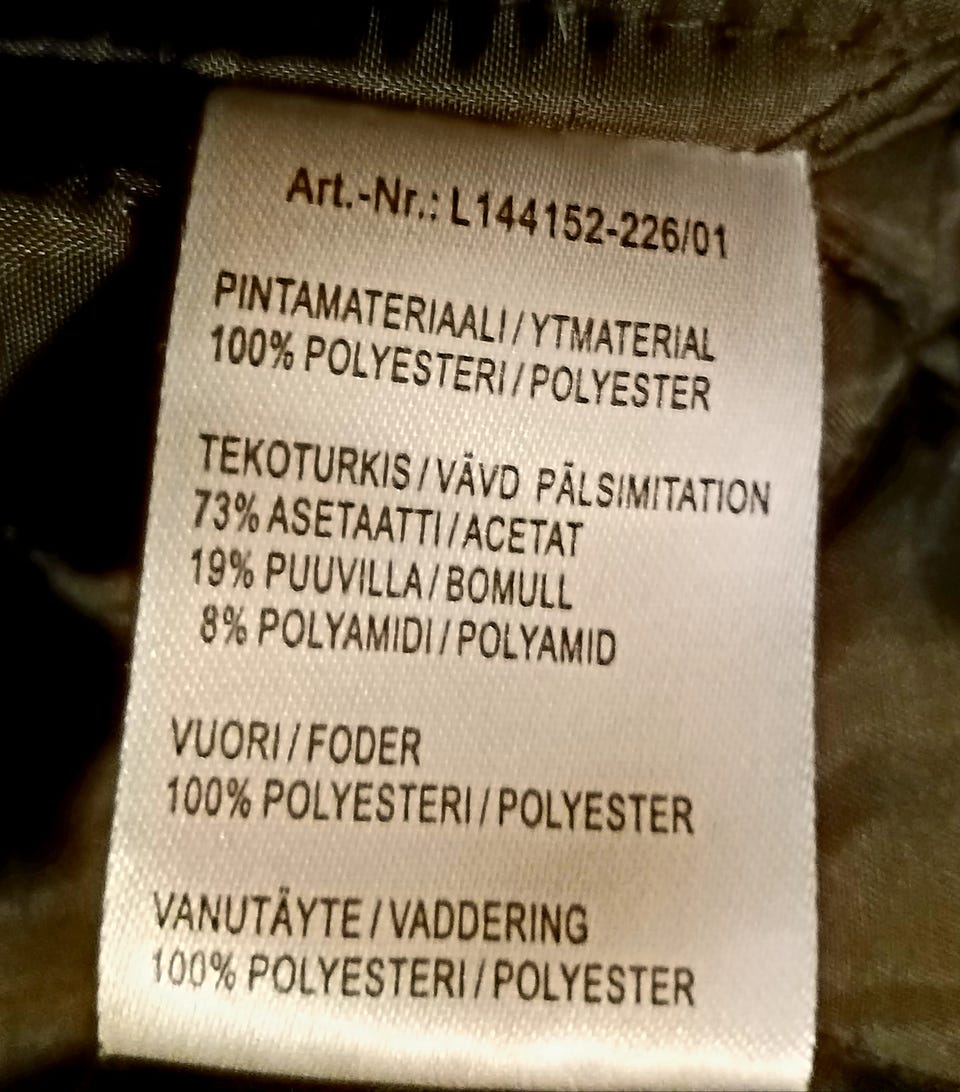 Art.-Nr.: L144152-226/01
PINTAMATERIAALI / YTMATERIAL
100% POLYESTERI / POLYESTER
TEKOTURKIS / VÄVD PÄLSIMITATION
73% ASETAATTI / ACETAT
19% PUUVILLA / BOMULL
8% POLYAMIDI / POLYAMID
VUORI / FODER
100% POLYESTERI / POLYESTER
VANUTÄYTE / VADDERING
100% POLYESTERI / POLYESTER